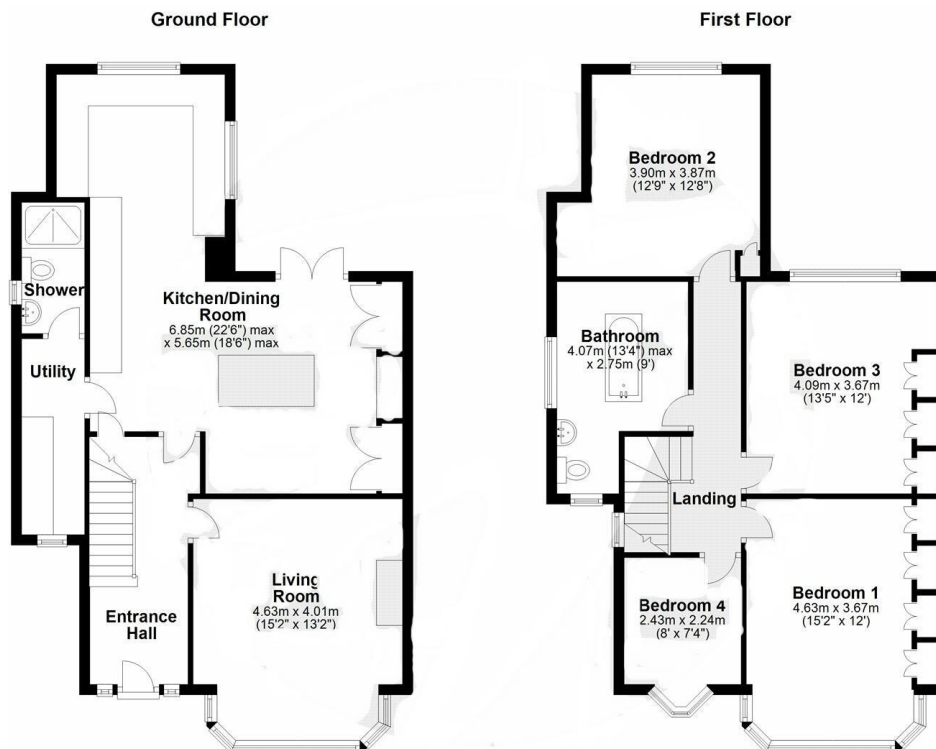 Ground Floor
First Floor
Shower
Utility
Kitchen/Dining
Room
6.85m (22'6") max
x 5.65m (18'6") max
Living
Room
4.63m x 4.01m
(15'2" x 13'2")
Entrance
Hall
Bedroom 2
3.90m x 3.87m
(12'9" x 12'8")
Bathroom
4.07m (13'4") max
x 2.75m (9')
Bedroom 3
4.09m x 3.67m
(13'5" x 12')
Landing
Bedroom 4
2.43m x 2.24m
(8' x 7'4")
Bedroom 1
4.63m x 3.67m
(15'2" x 12')